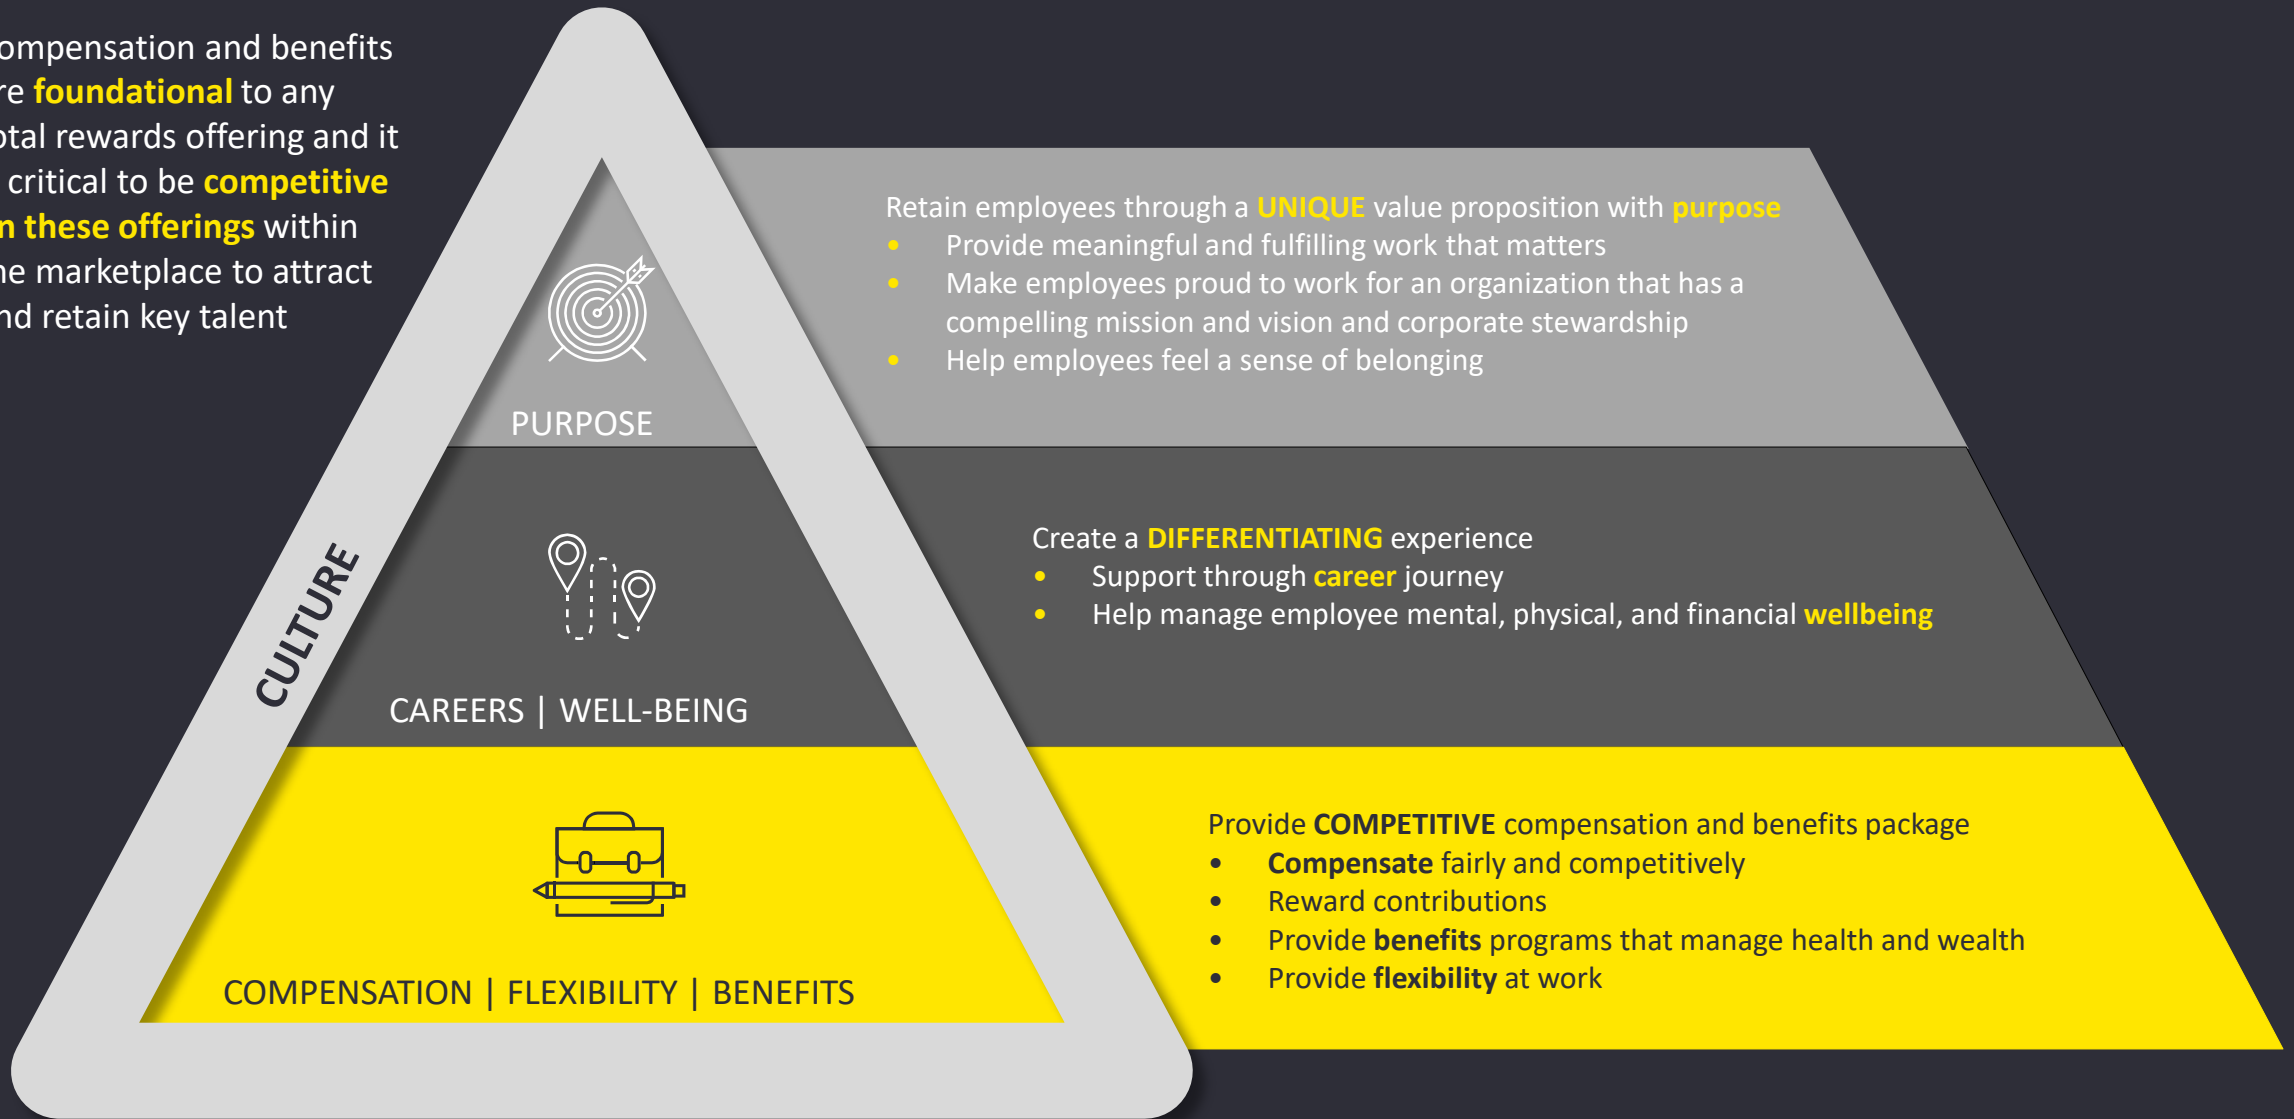 ompensation and benefits
re foundational to any
otal rewards offering and it
critical to be competitive
n these offerings within
he marketplace to attract
nd retain key talent
Retain employees through a UNIQUE value proposition with purpose
• Provide meaningful and fulfilling work that matters
• Make employees proud to work for an organization that has a
compelling mission and vision and corporate stewardship
• Help employees feel a sense of belonging
PURPOSE
Create a DIFFERENTIATING experience
• Support through career journey
• Help manage employee mental, physical, and financial wellbeing
CULTURE
CAREERS | WELL-BEING
Provide COMPETITIVE compensation and benefits package
• Compensate fairly and competitively
• Reward contributions
• Provide benefits programs that manage health and wealth
• Provide flexibility at work
COMPENSATION | FLEXIBILITY | BENEFITS